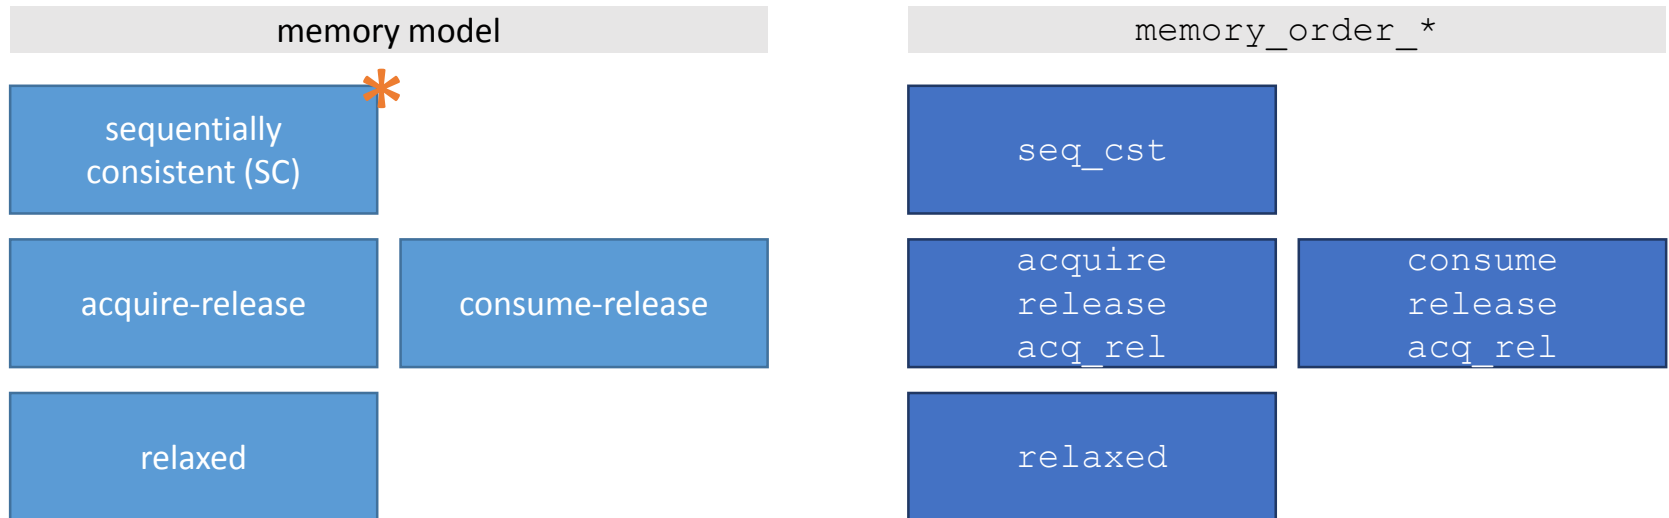 memory model
*
sequentially
consistent (SC)
acquire-release
consume-release
relaxed
memory_order_*
seq_cst
acquire
release
acq_rel
consume
release
acq_rel
relaxed